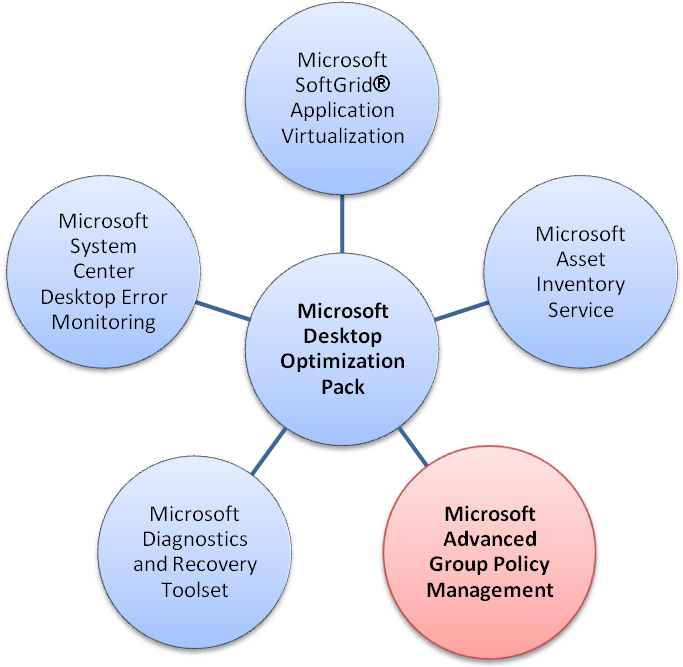 Microsoft
SoftGrid®
Application
Virtualization
Microsoft
System
Center
Desktop Error
Monitoring
Microsoft
Asset
Inventory
Service
Microsoft
Desktop
Optimization
Pack
Microsoft
Diagnostics
and Recovery
Toolset
Microsoft
Advanced
Group Policy
Management